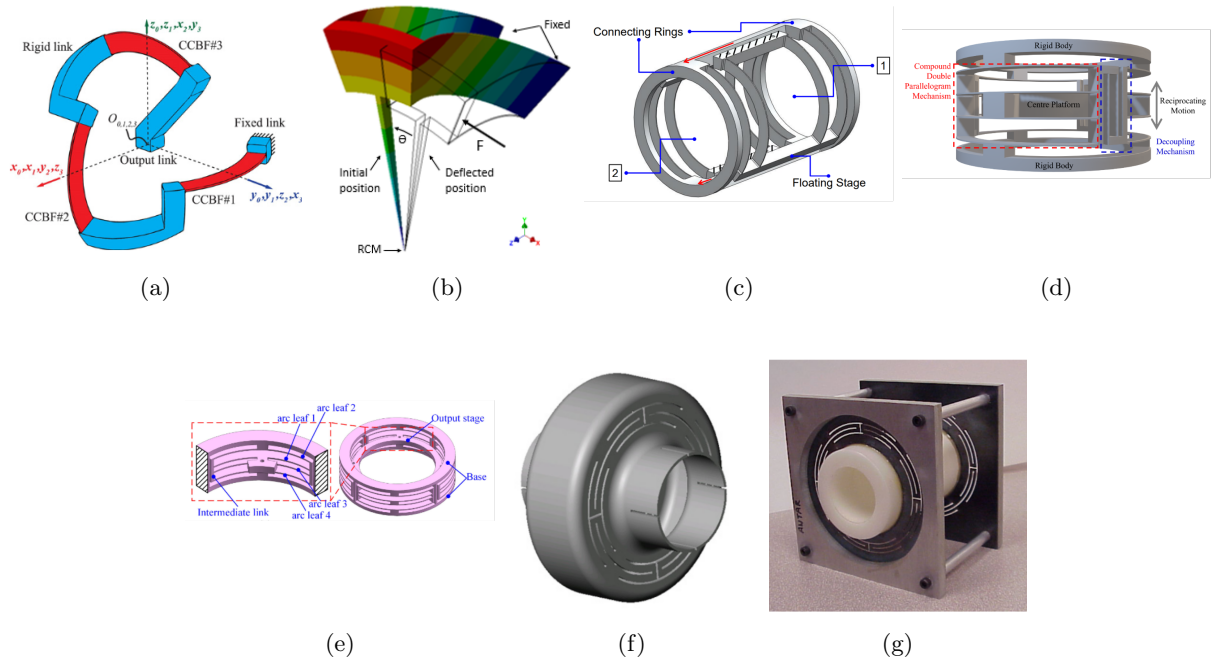 z₀,z₁,x₂,y₃
CCBF#3
Rigid link
O₀,₁,₂,₃
Fixed link
Output link
x₀,x₁,y₂,z₃
y₀,y₁,z₂,x₃
CCBF#1
CCBF#2
(a)
Fixed
Θ
F
Initial
position
Deflected
position
RCM
Y
Z
X
(b)
Connecting Rings
1
2
Floating Stage
(c)
Rigid Body
Compound
Double
Parallelogram
Mechanism
Centre Platform
Reciprocating
Motion
Decoupling
Mechanism
Rigid Body
(d)
arc leaf 2
arc leaf 1
Output stage
Base
arc leaf 3
Intermediate link
arc leaf 4
(e)
(f)
AWTAR
(g)